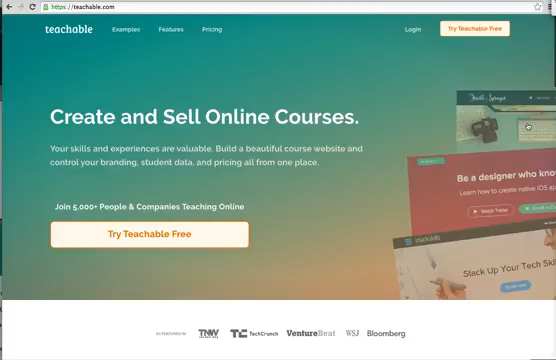 https://teachable.com
teachable
Examples
Features
Pricing
Login
Try Teachable Free
Create and Sell Online Courses.
Your skills and experiences are valuable. Build a beautiful course website and
control your branding, student data, and pricing all from one place.
Be a designer who know
Learn how to create native iOS ap
Watch Trailer
Join 5,000+ People & Companies Teaching Online
Try Teachable Free
stackskills
Stack Up Your Tech Ski
AS FEATURED IN
TNW
TechCrunch
VentureBeat
WSJ
Bloomberg